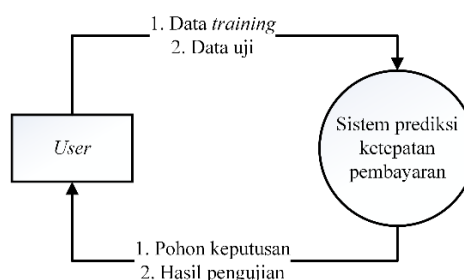 1. Data training
2. Data uji
User
Sistem prediksi
ketepatan
pembayaran
1. Pohon keputusan
2. Hasil pengujian